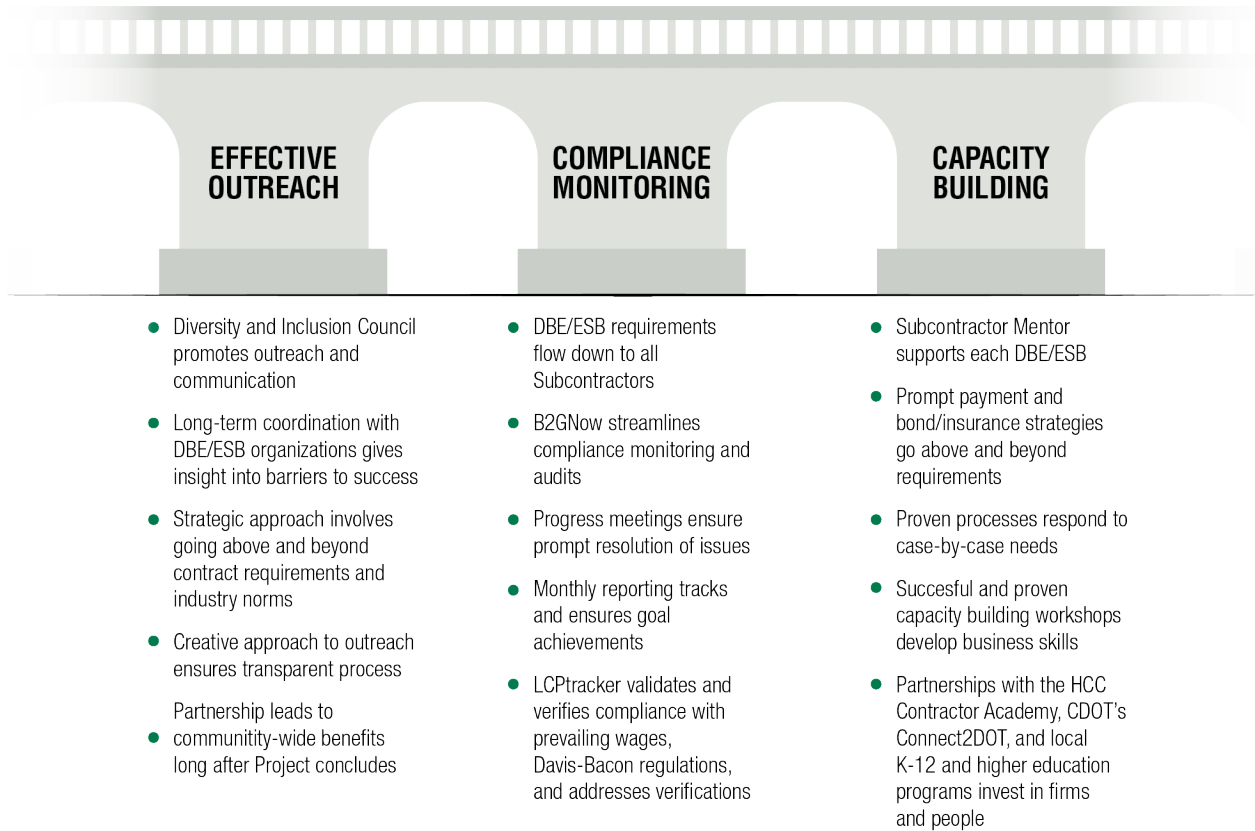 EFFECTIVE
OUTREACH
Diversity and Inclusion Council
promotes outreach and
communication
Long-term coordination with
DBE/ESB organizations gives
insight into barriers to success
Strategic approach involves
going above and beyond
contract requirements and
industry norms
Creative approach to outreach
ensures transparent process
Partnership leads to
communitity-wide benefits
long after Project concludes
COMPLIANCE
MONITORING
DBE/ESB requirements
flow down to all
Subcontractors
B2GNow streamlines
compliance monitoring and
audits
Progress meetings ensure
prompt resolution of issues
Monthly reporting tracks
and ensures goal
achievements
LCPtracker validates and
verifies compliance with
prevailing wages,
Davis-Bacon regulations,
and addresses verifications
CAPACITY
BUILDING
Subcontractor Mentor
supports each DBE/ESB
Prompt payment and
bond/insurance strategies
go above and beyond
requirements
Proven processes respond to
case-by-case needs
Succesful and proven
capacity building workshops
develop business skills
Partnerships with the HCC
Contractor Academy, CDOT’s
Connect2DOT, and local
K-12 and higher education
programs invest in firms
and people